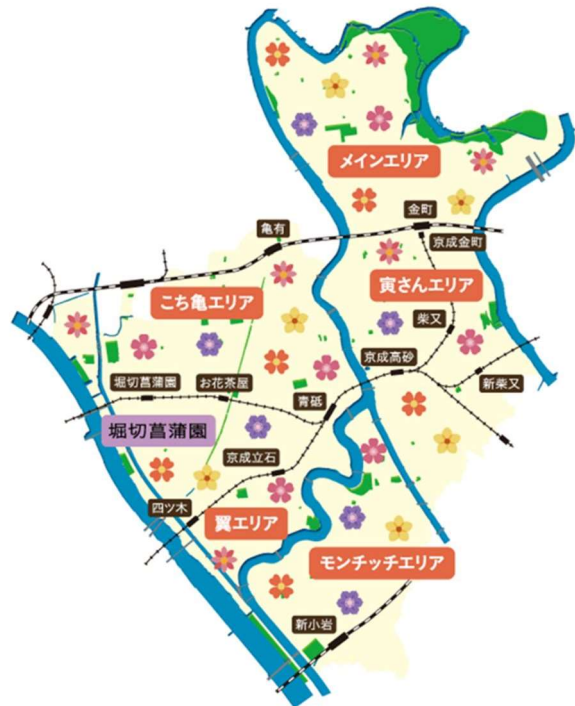 メインエリア
金町
亀有
京成金町
寅さんエリア
こち亀エリア
柴又
京成高砂
堀切菖蒲園
お花茶屋
新柴又
青砥
堀切菖蒲園
京成立石
四ツ木
翼エリア
モンチッチエリア
新小岩